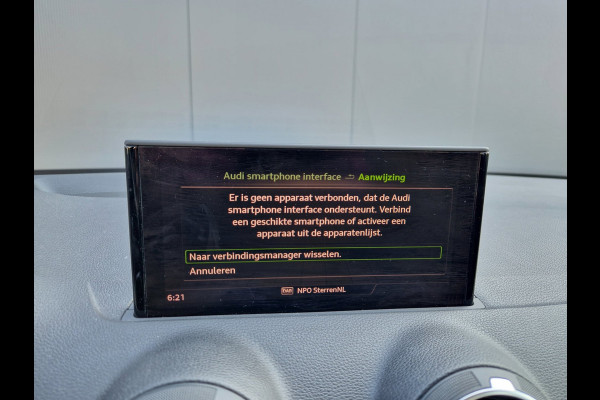 Audi smartphone interface Aanwijzing
Er is geen apparaat verbonden, dat de Audi
smartphone interface ondersteunt. Verbind
een geschikte smartphone of activeer een
apparaat uit de apparatenlijst.
Naar verbindingsmanager wisselen.
Annuleren
6:21 DAB NPO SterrenNL